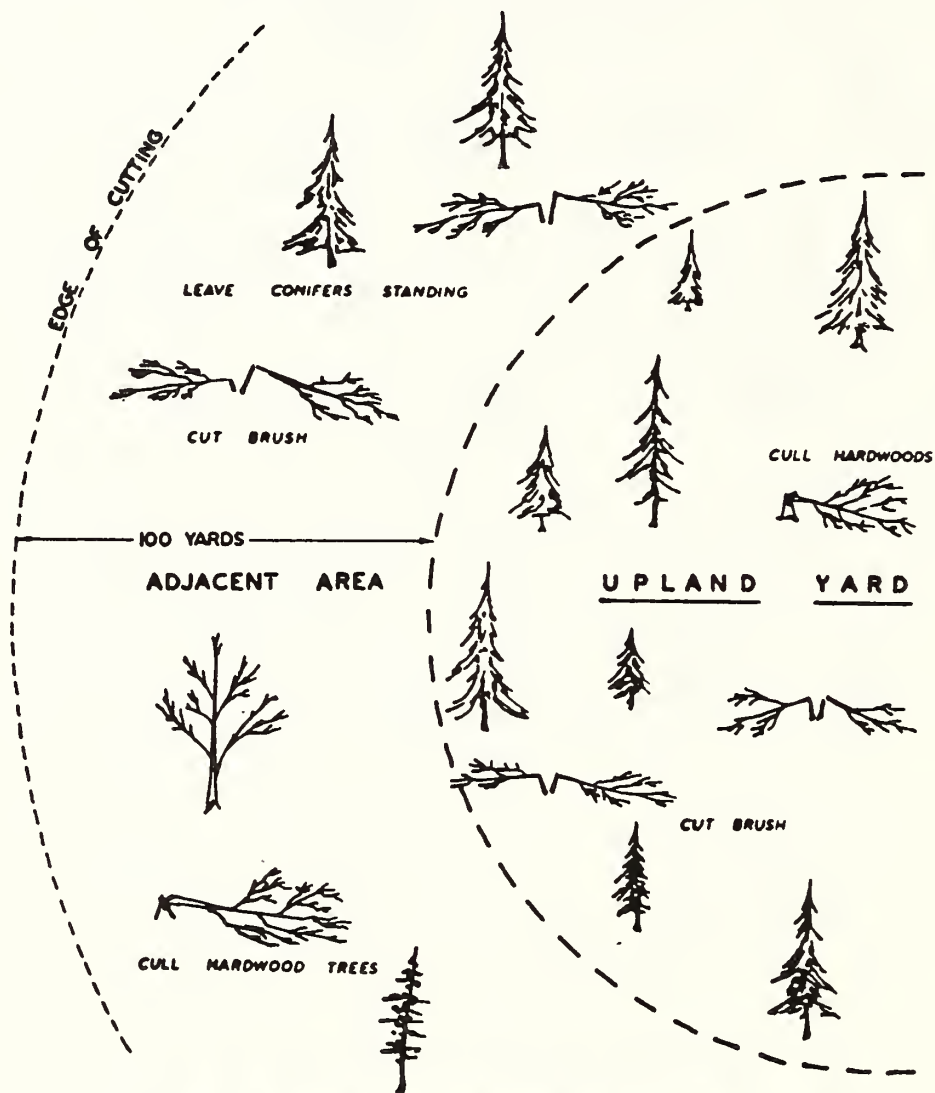 EDGE OF CUTTING
LEAVE CONIFERS STANDING
CUT BRUSH
CULL HARDWOODS
100 YARDS
ADJACENT AREA
UPLAND YARD
CUT BRUSH
CULL HARDWOOD TREES